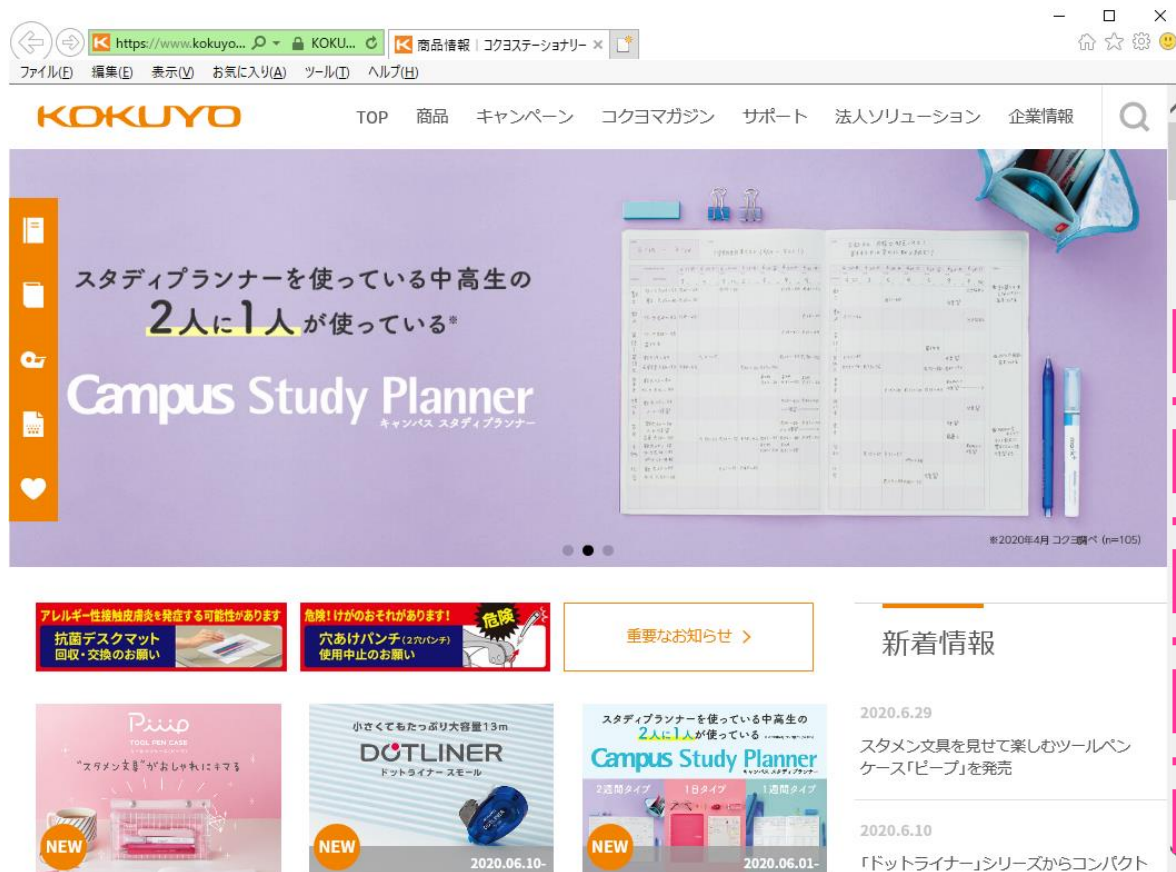 https://www.kokuyo...
KOKU...
商品情報｜コクヨステーショナリー
ファイル(F) 編集(E) 表示(V) お気に入り(A) ツール(T) ヘルプ(H)
KOKUYO
TOP 商品 キャンペーン コクヨマガジン サポート 法人ソリューション 企業情報
スタディプランナーを使っている中高生の
2人に1人が使っている※
Campus Study Planner
キャンパス スタディプランナー
※2020年4月 コクヨ調べ (n=105)
アレルギー性接触皮膚炎を発症する可能性があります
抗菌デスクマット
回収・交換のお願い
危険！けがのおそれがあります！
危険
穴あけパンチ(2穴パンチ)
使用中止のお願い
重要なお知らせ
新着情報
2020.6.29
スタメン文具を見せて楽しむツールペン
ケース「ピープ」を発売
2020.6.10
「ドットライナー」シリーズからコンパクト
Piiip
TOOL PEN CASE
"スタメン文具"がおしゃれにキマる
NEW
小さくてもたっぷり大容量13m
DOTLINER
ドットライナー スモール
NEW
2020.06.10-
スタディプランナーを使っている中高生の
2人に1人が使っている
Campus Study Planner
キャンパス スタディプランナー
2週間タイプ 1日タイプ 1週間タイプ
NEW
2020.06.01-